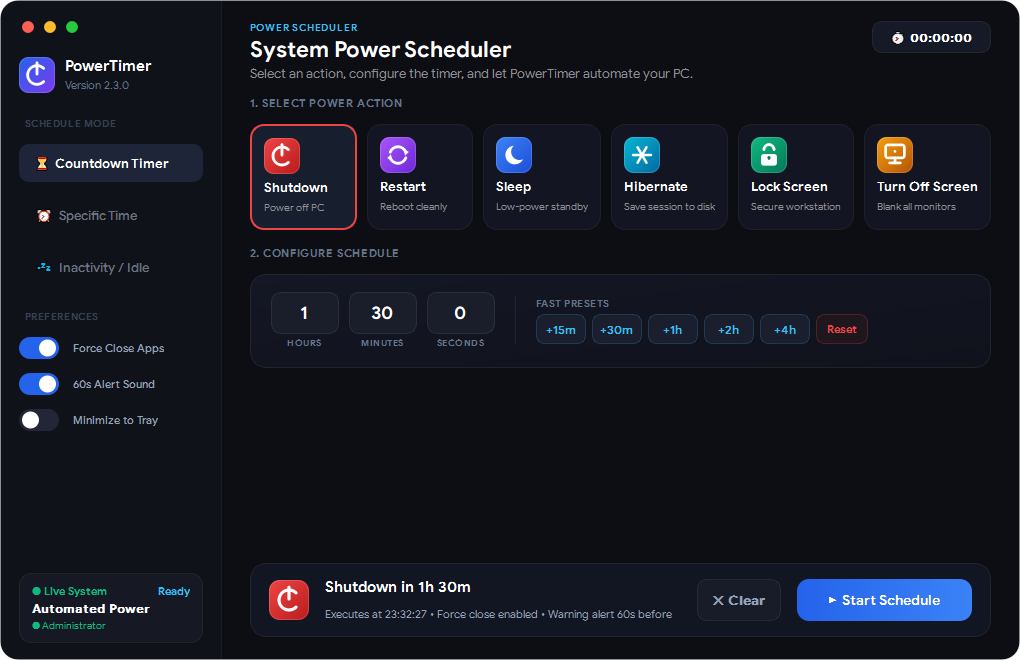 PowerTimer
Version 2.3.0
SCHEDULE MODE
Countdown Timer
Specific Time
Inactivity / Idle
PREFERENCES
Force Close Apps
60s Alert Sound
Minimize to Tray
Live System Ready
Automated Power
Administrator
POWER SCHEDULER
System Power Scheduler
Select an action, configure the timer, and let PowerTimer automate your PC.
00:00:00
1. SELECT POWER ACTION
Shutdown
Power off PC
Restart
Reboot cleanly
Sleep
Low-power standby
Hibernate
Save session to disk
Lock Screen
Secure workstation
Turn Off Screen
Blank all monitors
2. CONFIGURE SCHEDULE
1 30 0
HOURS MINUTES SECONDS
FAST PRESETS
+15m +30m +1h +2h +4h Reset
Shutdown in 1h 30m
Executes at 23:32:27 • Force close enabled • Warning alert 60s before
✕ Clear
► Start Schedule